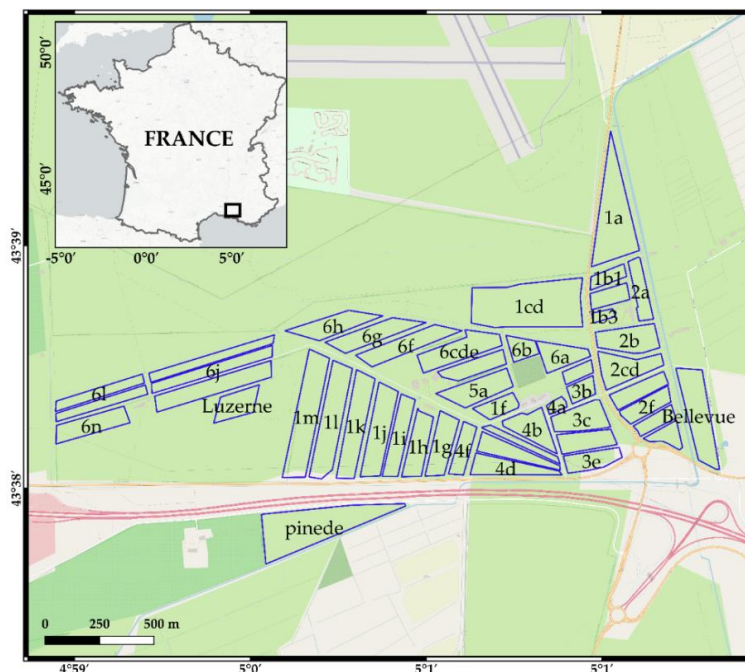 50°0′
45°0′
FRANCE
-5°0′ 0°0′ 5°0′
43°39′
43°38′
1a
1b1
2a
1cd
1b3
6h
6g
6f
6cde
6b
6a
2b
2cd
6j
6l
6n
Luzerne
5a
1f
4a
3b
2f
Bellevue
1m
1l
1k
1j
1i
1h
1g
4f
4b
3c
4d
3e
pinede
0 250 500 m
4°59′ 5°0′ 5°1′ 5°1′